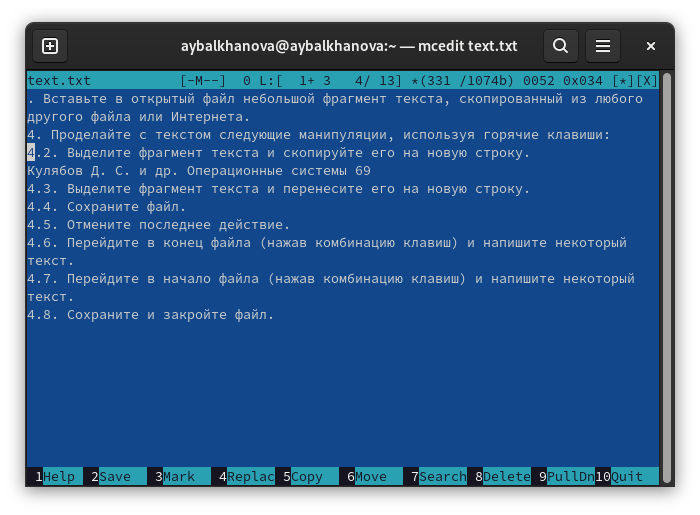 aybalkhanova@aybalkhanova:~ — mcedit text.txt
text.txt [-M--] 0 L:[ 1+ 3 4/ 13] *(331 /1074b) 0052 0x034 [*][X]
. Вставьте в открытый файл небольшой фрагмент текста, скопированный из любого
другого файла или Интернета.
4. Проделайте с текстом следующие манипуляции, используя горячие клавиши:
4.2. Выделите фрагмент текста и скопируйте его на новую строку.
Кулябов Д. С. и др. Операционные системы 69
4.3. Выделите фрагмент текста и перенесите его на новую строку.
4.4. Сохраните файл.
4.5. Отмените последнее действие.
4.6. Перейдите в конец файла (нажав комбинацию клавиш) и напишите некоторый
текст.
4.7. Перейдите в начало файла (нажав комбинацию клавиш) и напишите некоторый
текст.
4.8. Сохраните и закройте файл.
1Help 2Save 3Mark 4Replac 5Copy 6Move 7Search 8Delete 9PullDn 10Quit